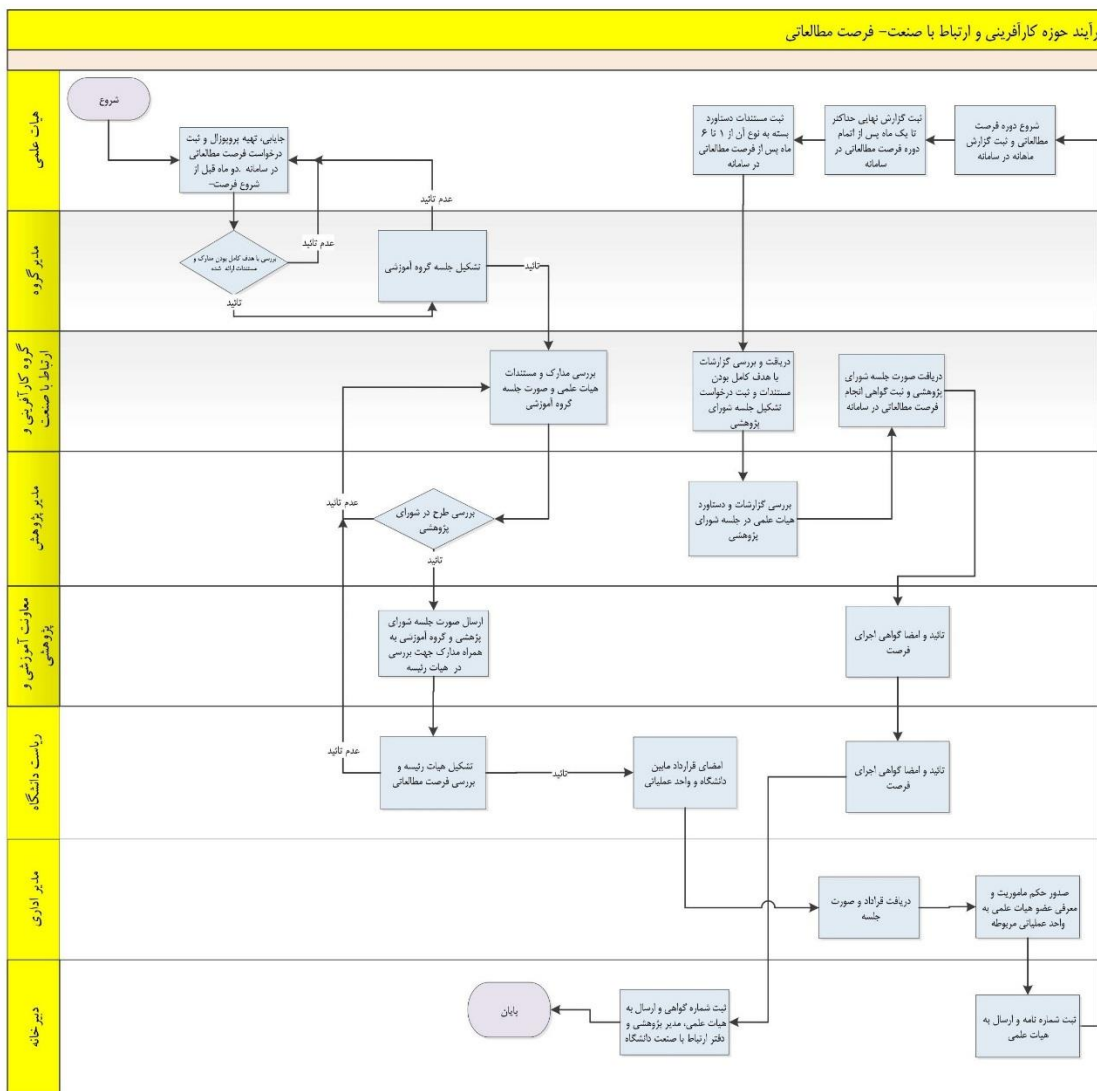 رآیند حوزه کارآفرینی و ارتباط با صنعت- فرصت مطالعاتی
هیات علمی
شروع
جایابی، تهیه پروپوزال و ثبت
درخواست فرصت مطالعاتی
در سامانه .دو ماه قبل از
شروع فرصت-
ثبت مستندات دستاورد
بسته به نوع آن از ۱ تا ۶
ماه پس از فرصت مطالعاتی
در سامانه
ثبت گزارش نهایی حداکثر
تا یک ماه پس از اتمام
دوره فرصت مطالعاتی در
سامانه
شروع دوره فرصت
مطالعاتی و ثبت گزارش
ماهانه در سامانه
عدم تائید
عدم تائید
مدیر گروه
بررسی با هدف کامل بودن مدارک و
مستندات ارائه شده
تائید
تشکیل جلسه گروه آموزشی
تائید
گروه کارآفرینی و
ارتباط با صنعت
بررسی مدارک و مستندات
هیات علمی و صورت جلسه
گروه آموزشی
دریافت و بررسی گزارشات
با هدف کامل بودن
مستندات و ثبت درخواست
تشکیل جلسه شورای
پژوهشی
دریافت صورت جلسه شورای
پژوهشی و ثبت گواهی انجام
فرصت مطالعاتی در سامانه
مدیر پژوهش
عدم تائید
بررسی طرح در شورای
پژوهشی
تائید
بررسی گزارشات و دستاورد
هیات علمی در جلسه شورای
پژوهشی
معاونت آموزشی و
پژوهشی
ارسال صورت جلسه شورای
پژهشی و گروه آموزشی به
همراه مدارک جهت بررسی
در هیات رئیسه
تائید و امضا گواهی اجرای
فرصت
ریاست دانشگاه
عدم تائید
تشکیل هیات رئیسه و
بررسی فرصت مطالعاتی
تائید
امضای قرارداد مابین
دانشگاه و واحد عملیاتی
تائید و امضا گواهی اجرای
فرصت
مدیر اداری
دریافت قراداد و صورت
جلسه
صدور حکم ماموریت و
معرفی عضو هیات علمی به
واحد عملیاتی مربوطه
دبیرخانه
پایان
ثبت شماره گواهی و ارسال به
هیات علمی، مدیر پژوهشی و
دفتر ارتباط با صنعت دانشگاه
ثبت شماره نامه و ارسال به
هیات علمی